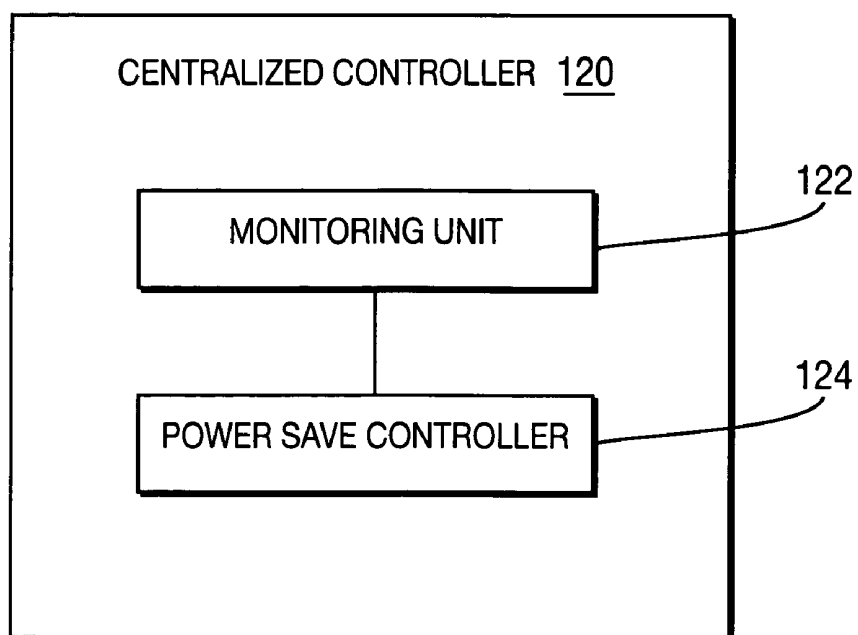 CENTRALIZED CONTROLLER 120
MONITORING UNIT
122
POWER SAVE CONTROLLER
124